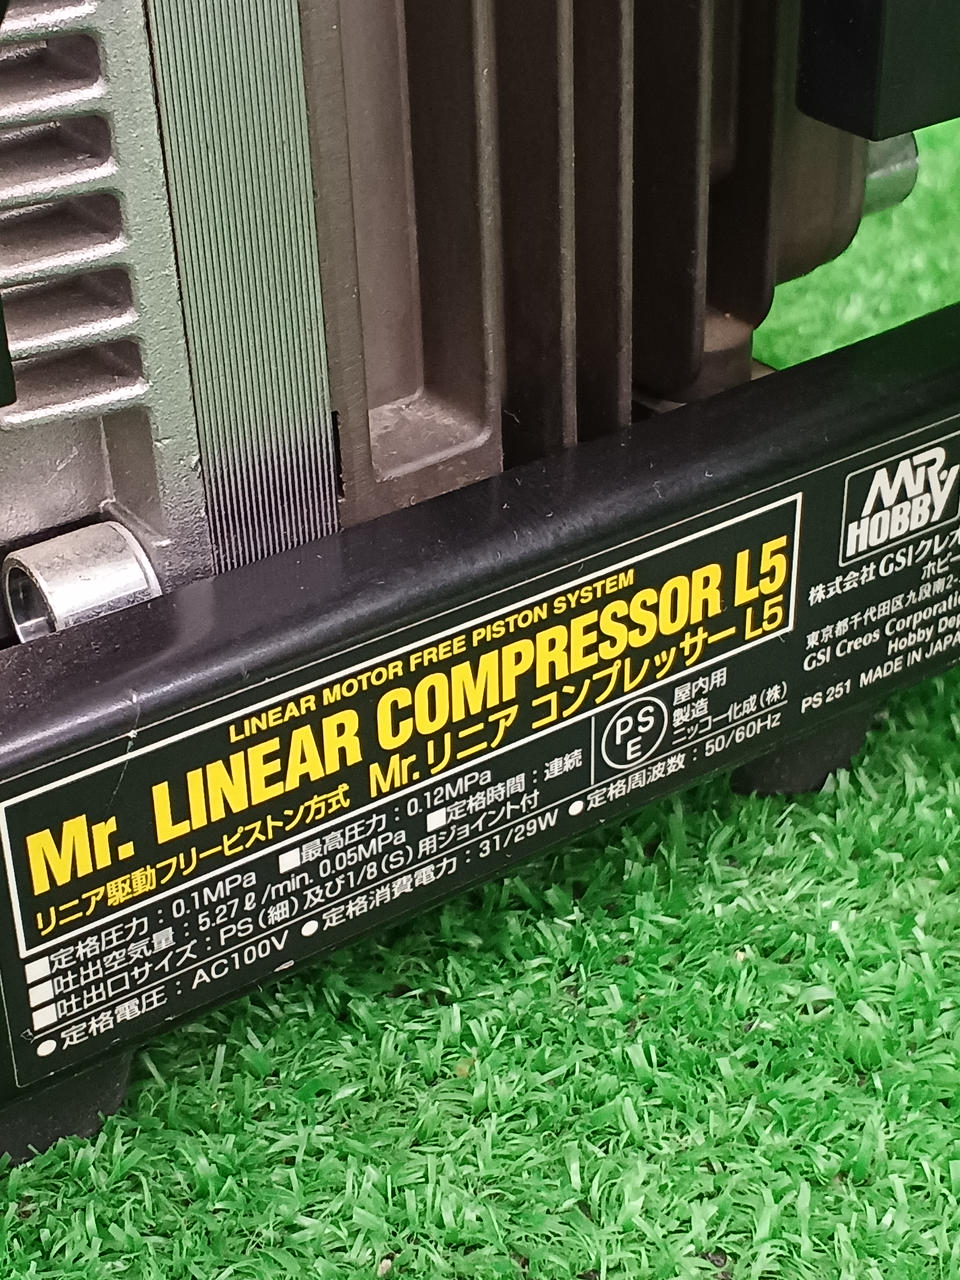 LINEAR MOTOR FREE PISTON SYSTEM
Mr. LINEAR COMPRESSOR L5
リニア駆動フリーピストン方式 Mr.リニア コンプレッサー L5
■定格圧力：0.1MPa ■最高圧力：0.12MPa ■定格時間：連続
■吐出空気量：5.27ℓ/min. 0.05MPa
■吐出口サイズ：PS(細)及び1/8(S)用ジョイント付
●定格電圧：AC100V ●定格消費電力：31/29W ●定格周波数：50/60Hz
PSE
屋内用
製造
ニッコー化成(株)
MR HOBBY
株式会社GSIクレオ
ホビー
東京都千代田区九段南2-
GSI Creos Corporatio
Hobby Dep
PS 251 MADE IN JAPA